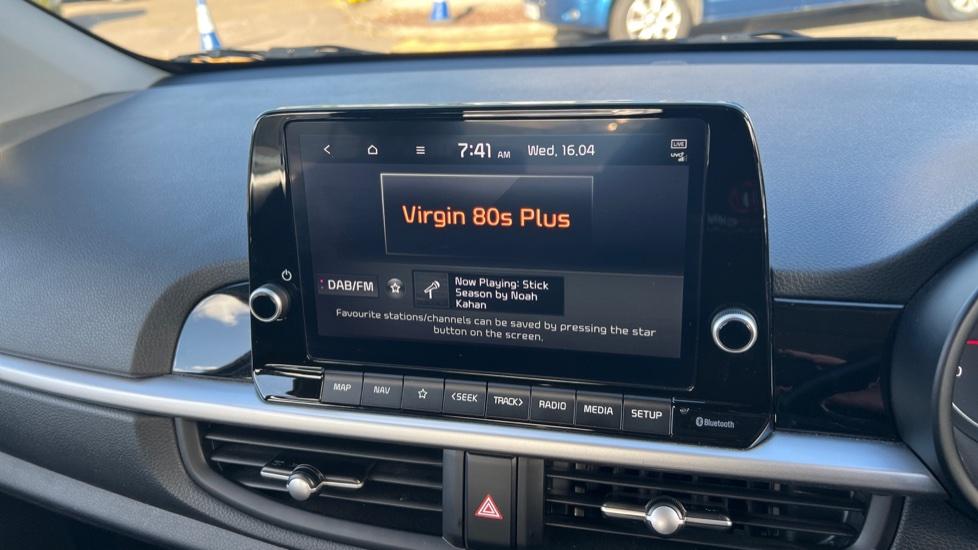 7:41 AM Wed, 16.04
LIVE
UVO
Virgin 80s Plus
DAB/FM
Now Playing: Stick
Season by Noah
Kahan
Favourite stations/channels can be saved by pressing the star
button on the screen.
MAP NAV <SEEK TRACK> RADIO MEDIA SETUP
Bluetooth
0